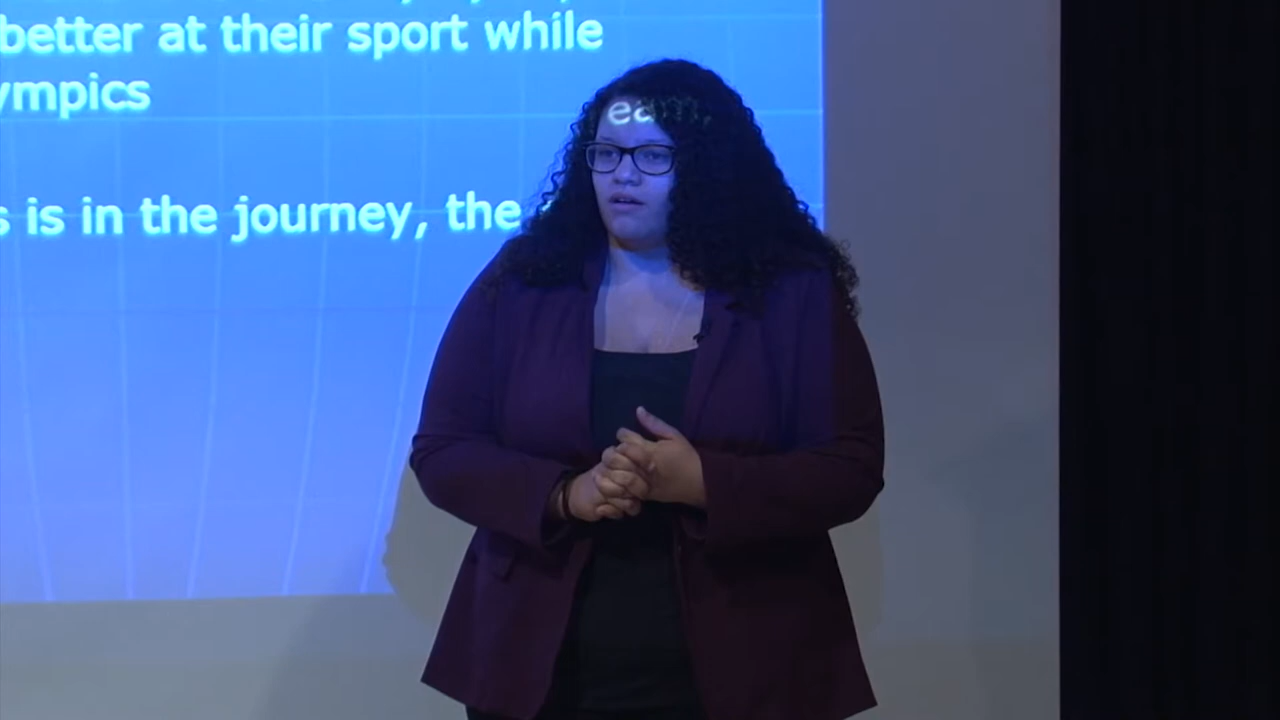 better at their sport while
ympics
s is in the journey, the